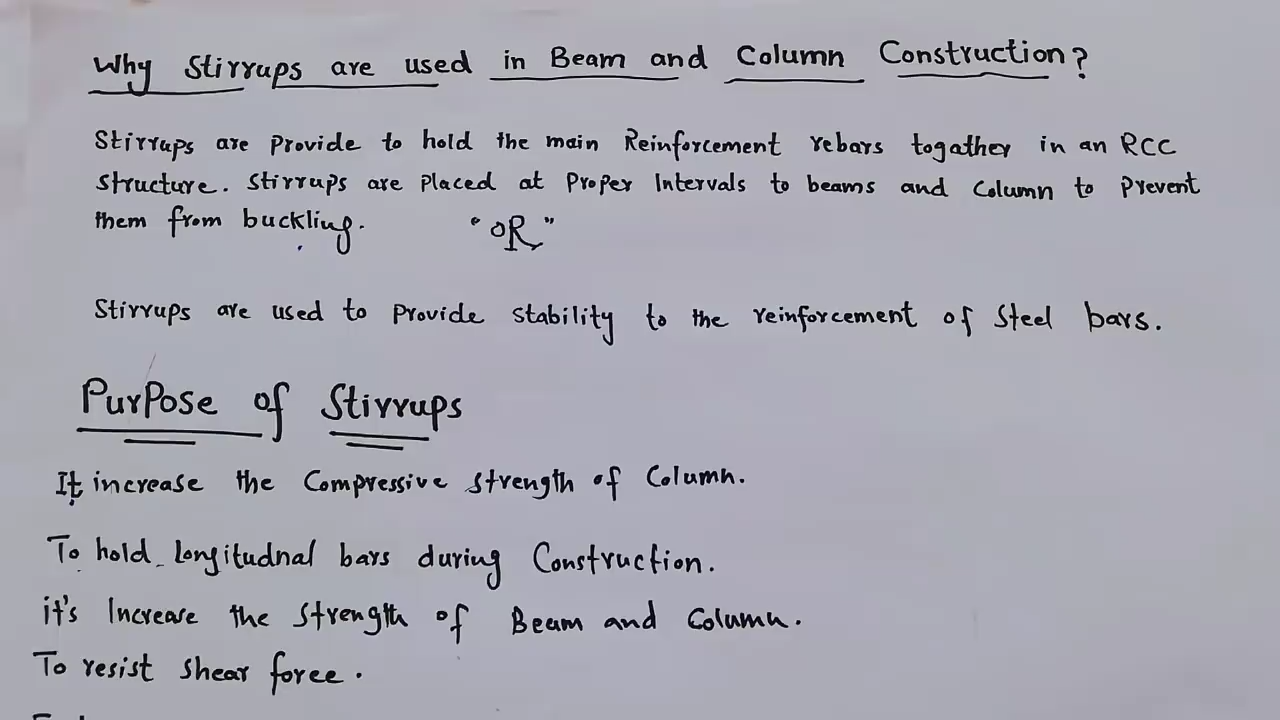 Why Stirrups are used in Beam and Column Construction?
Stirrups are Provide to hold the main Reinforcement rebars togather in an RCC
Structure. Stirrups are Placed at Proper Intervals to beams and Column to Prevent
them from buckling. "OR"
Stirrups are used to Provide Stability to the reinforcement of Steel bars.
Purpose of Stirrups
It increase the Compressive Strength of Column.
To hold longitudnal bars during Construction.
it's Increase the Strength of Beam and Column.
To resist Shear force.